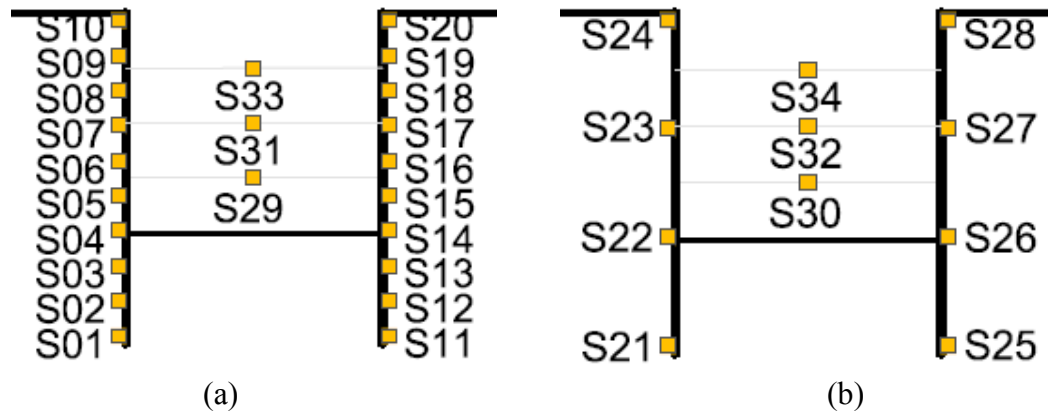 S10 S20 S24 S28
S09 S19
S33 S34
S08 S18
S07 S17 S23 S27
S31 S32
S06 S16
S05 S15
S29 S30
S04 S14 S22 S26
S03 S13
S02 S12
S01 S11 S21 S25
(a) (b)